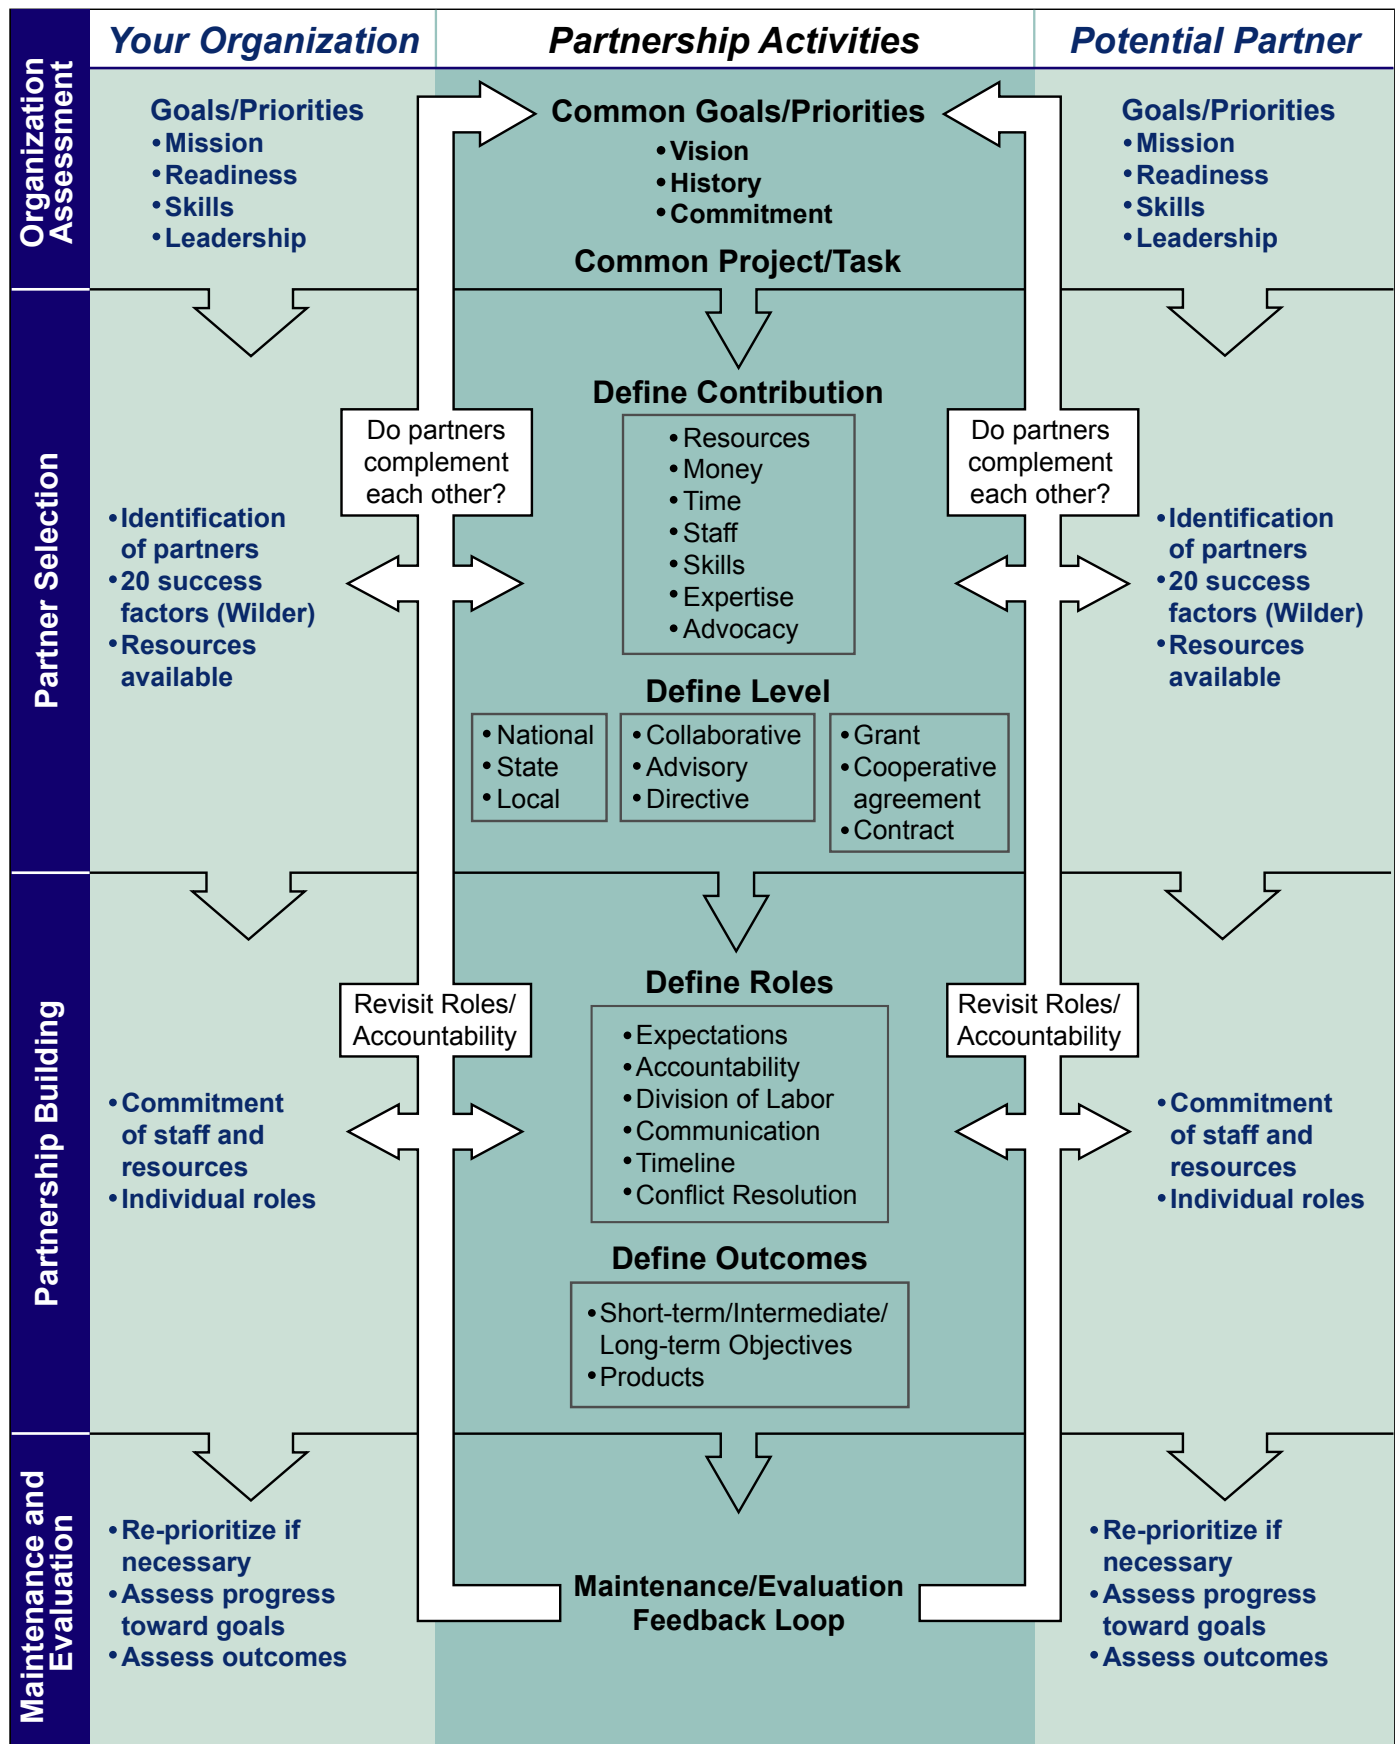 Your Organization
Partnership Activities
Potential Partner
Organization
Assessment
Goals/Priorities
• Mission
• Readiness
• Skills
• Leadership
Common Goals/Priorities
• Vision
• History
• Commitment
Common Project/Task
Goals/Priorities
• Mission
• Readiness
• Skills
• Leadership
Partner Selection
• Identification
of partners
• 20 success
factors (Wilder)
• Resources
available
Do partners
complement
each other?
Define Contribution
• Resources
• Money
• Time
• Staff
• Skills
• Expertise
• Advocacy
Define Level
• National
• State
• Local
• Collaborative
• Advisory
• Directive
• Grant
• Cooperative
agreement
• Contract
Do partners
complement
each other?
• Identification
of partners
• 20 success
factors (Wilder)
• Resources
available
Partnership Building
• Commitment
of staff and
resources
• Individual roles
Revisit Roles/
Accountability
Define Roles
• Expectations
• Accountability
• Division of Labor
• Communication
• Timeline
• Conflict Resolution
Define Outcomes
• Short-term/Intermediate/
Long-term Objectives
• Products
Revisit Roles/
Accountability
• Commitment
of staff and
resources
• Individual roles
Maintenance and
Evaluation
• Re-prioritize if
necessary
• Assess progress
toward goals
• Assess outcomes
Maintenance/Evaluation
Feedback Loop
• Re-prioritize if
necessary
• Assess progress
toward goals
• Assess outcomes